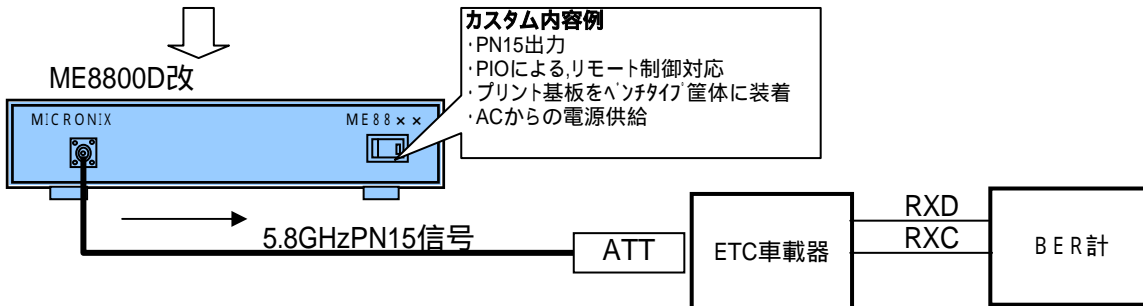 カスタム内容例
・PN15出力
・PIOによる,リモート制御対応
・プリント基板をベンチタイプ筐体に装着
・ACからの電源供給
ME8800D改
MICRONIX ME88××
5.8GHzPN15信号
ATT
ETC車載器
RXD
RXC
BER計